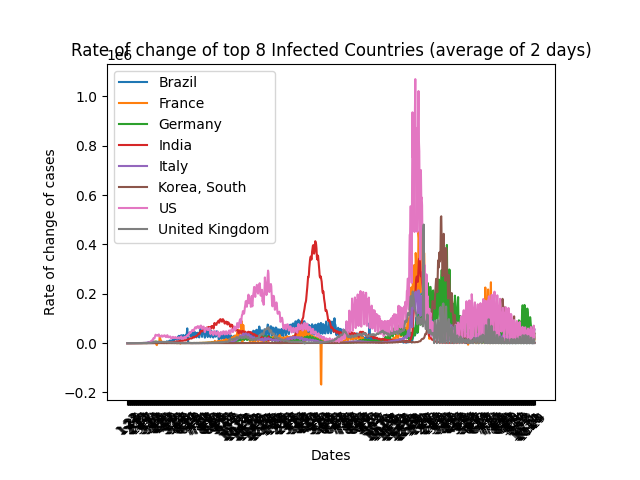 Rate of change of top 8 Infected Countries (average of 2 days)
1e6
Brazil
France
Germany
India
Italy
Korea, South
US
United Kingdom
1.0
0.8
0.6
0.4
0.2
0.0
−0.2
Rate of change of cases
Dates